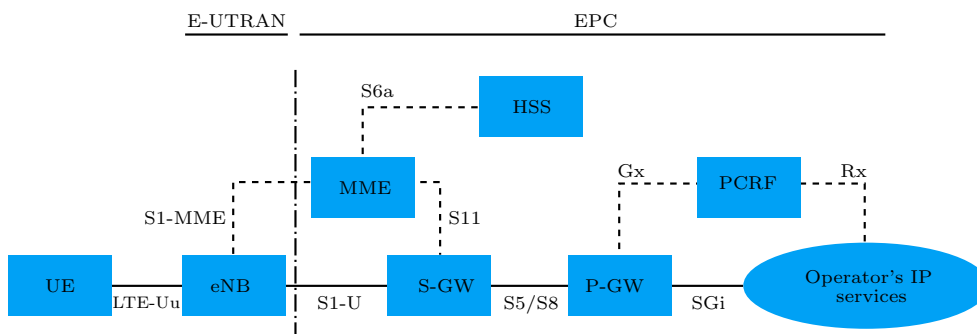 E-UTRAN
EPC
S6a
HSS
MME
Gx
PCRF
Rx
S1-MME
S11
UE
LTE-Uu
eNB
S1-U
S-GW
S5/S8
P-GW
SGi
Operator's IP
services